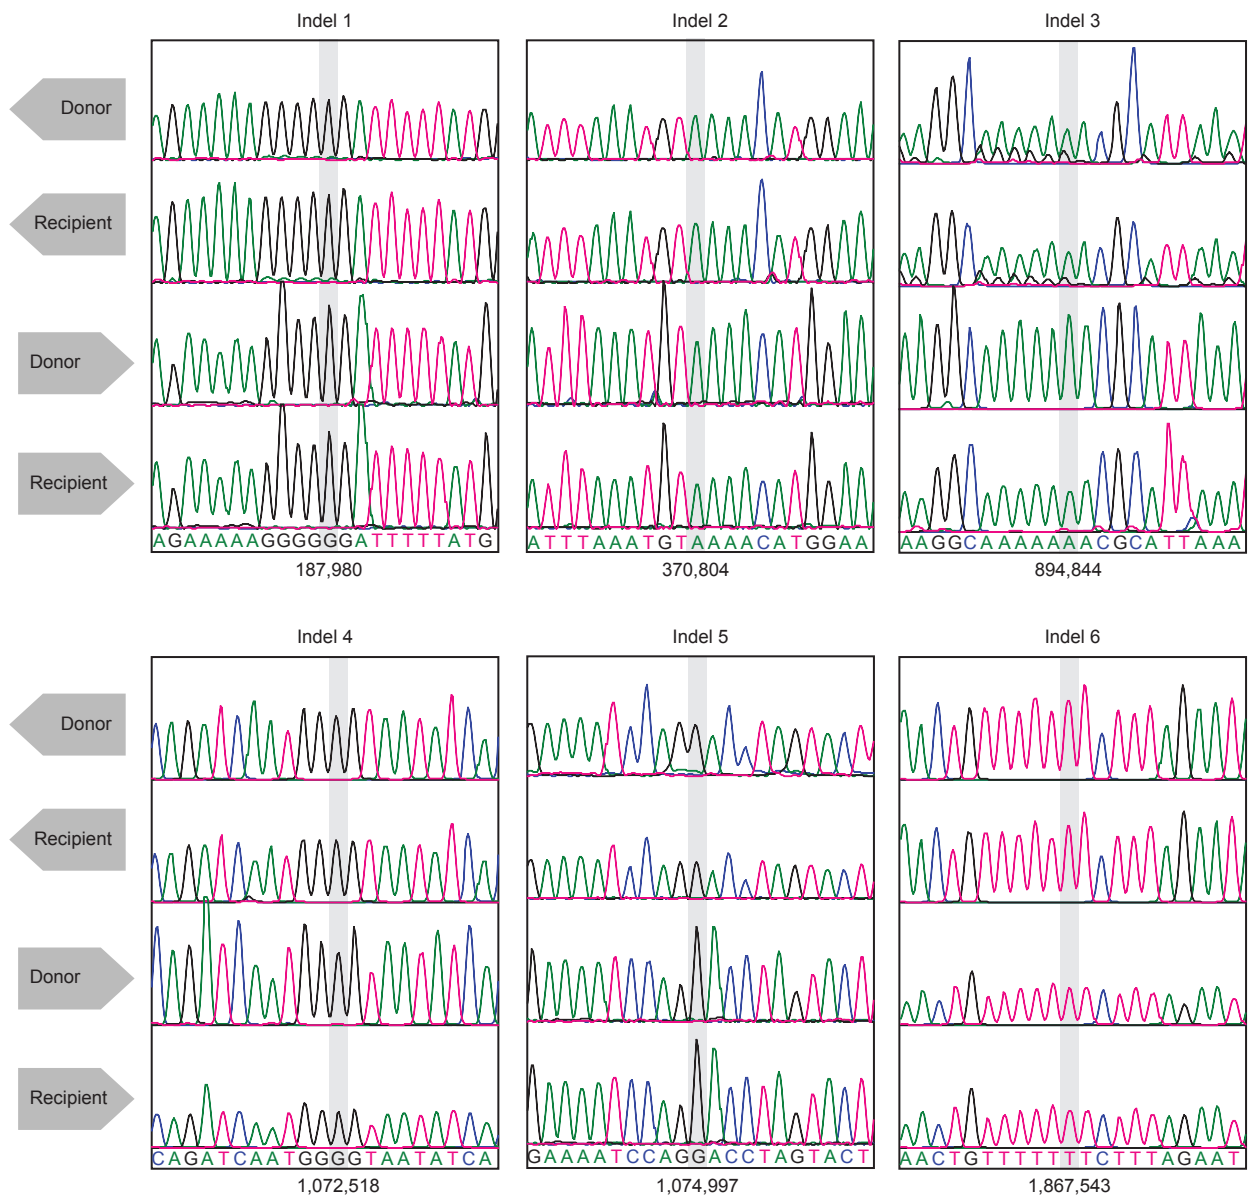 Indel 1
Indel 2
Indel 3
Donor
Recipient
Donor
Recipient
AGAAAAAGGGGGGATTTTTATG
ATTTAAATGTAAAACATGGAA
AAGGCAAAAAAACGCATTAAA
187,980
370,804
894,844
Indel 4
Indel 5
Indel 6
Donor
Recipient
Donor
Recipient
CAGATCAATGGGGTAATATCA
GAAAATCCAGGACCTAGTACT
AACTGTTTTTTTCTTTAGAAT
1,072,518
1,074,997
1,867,543